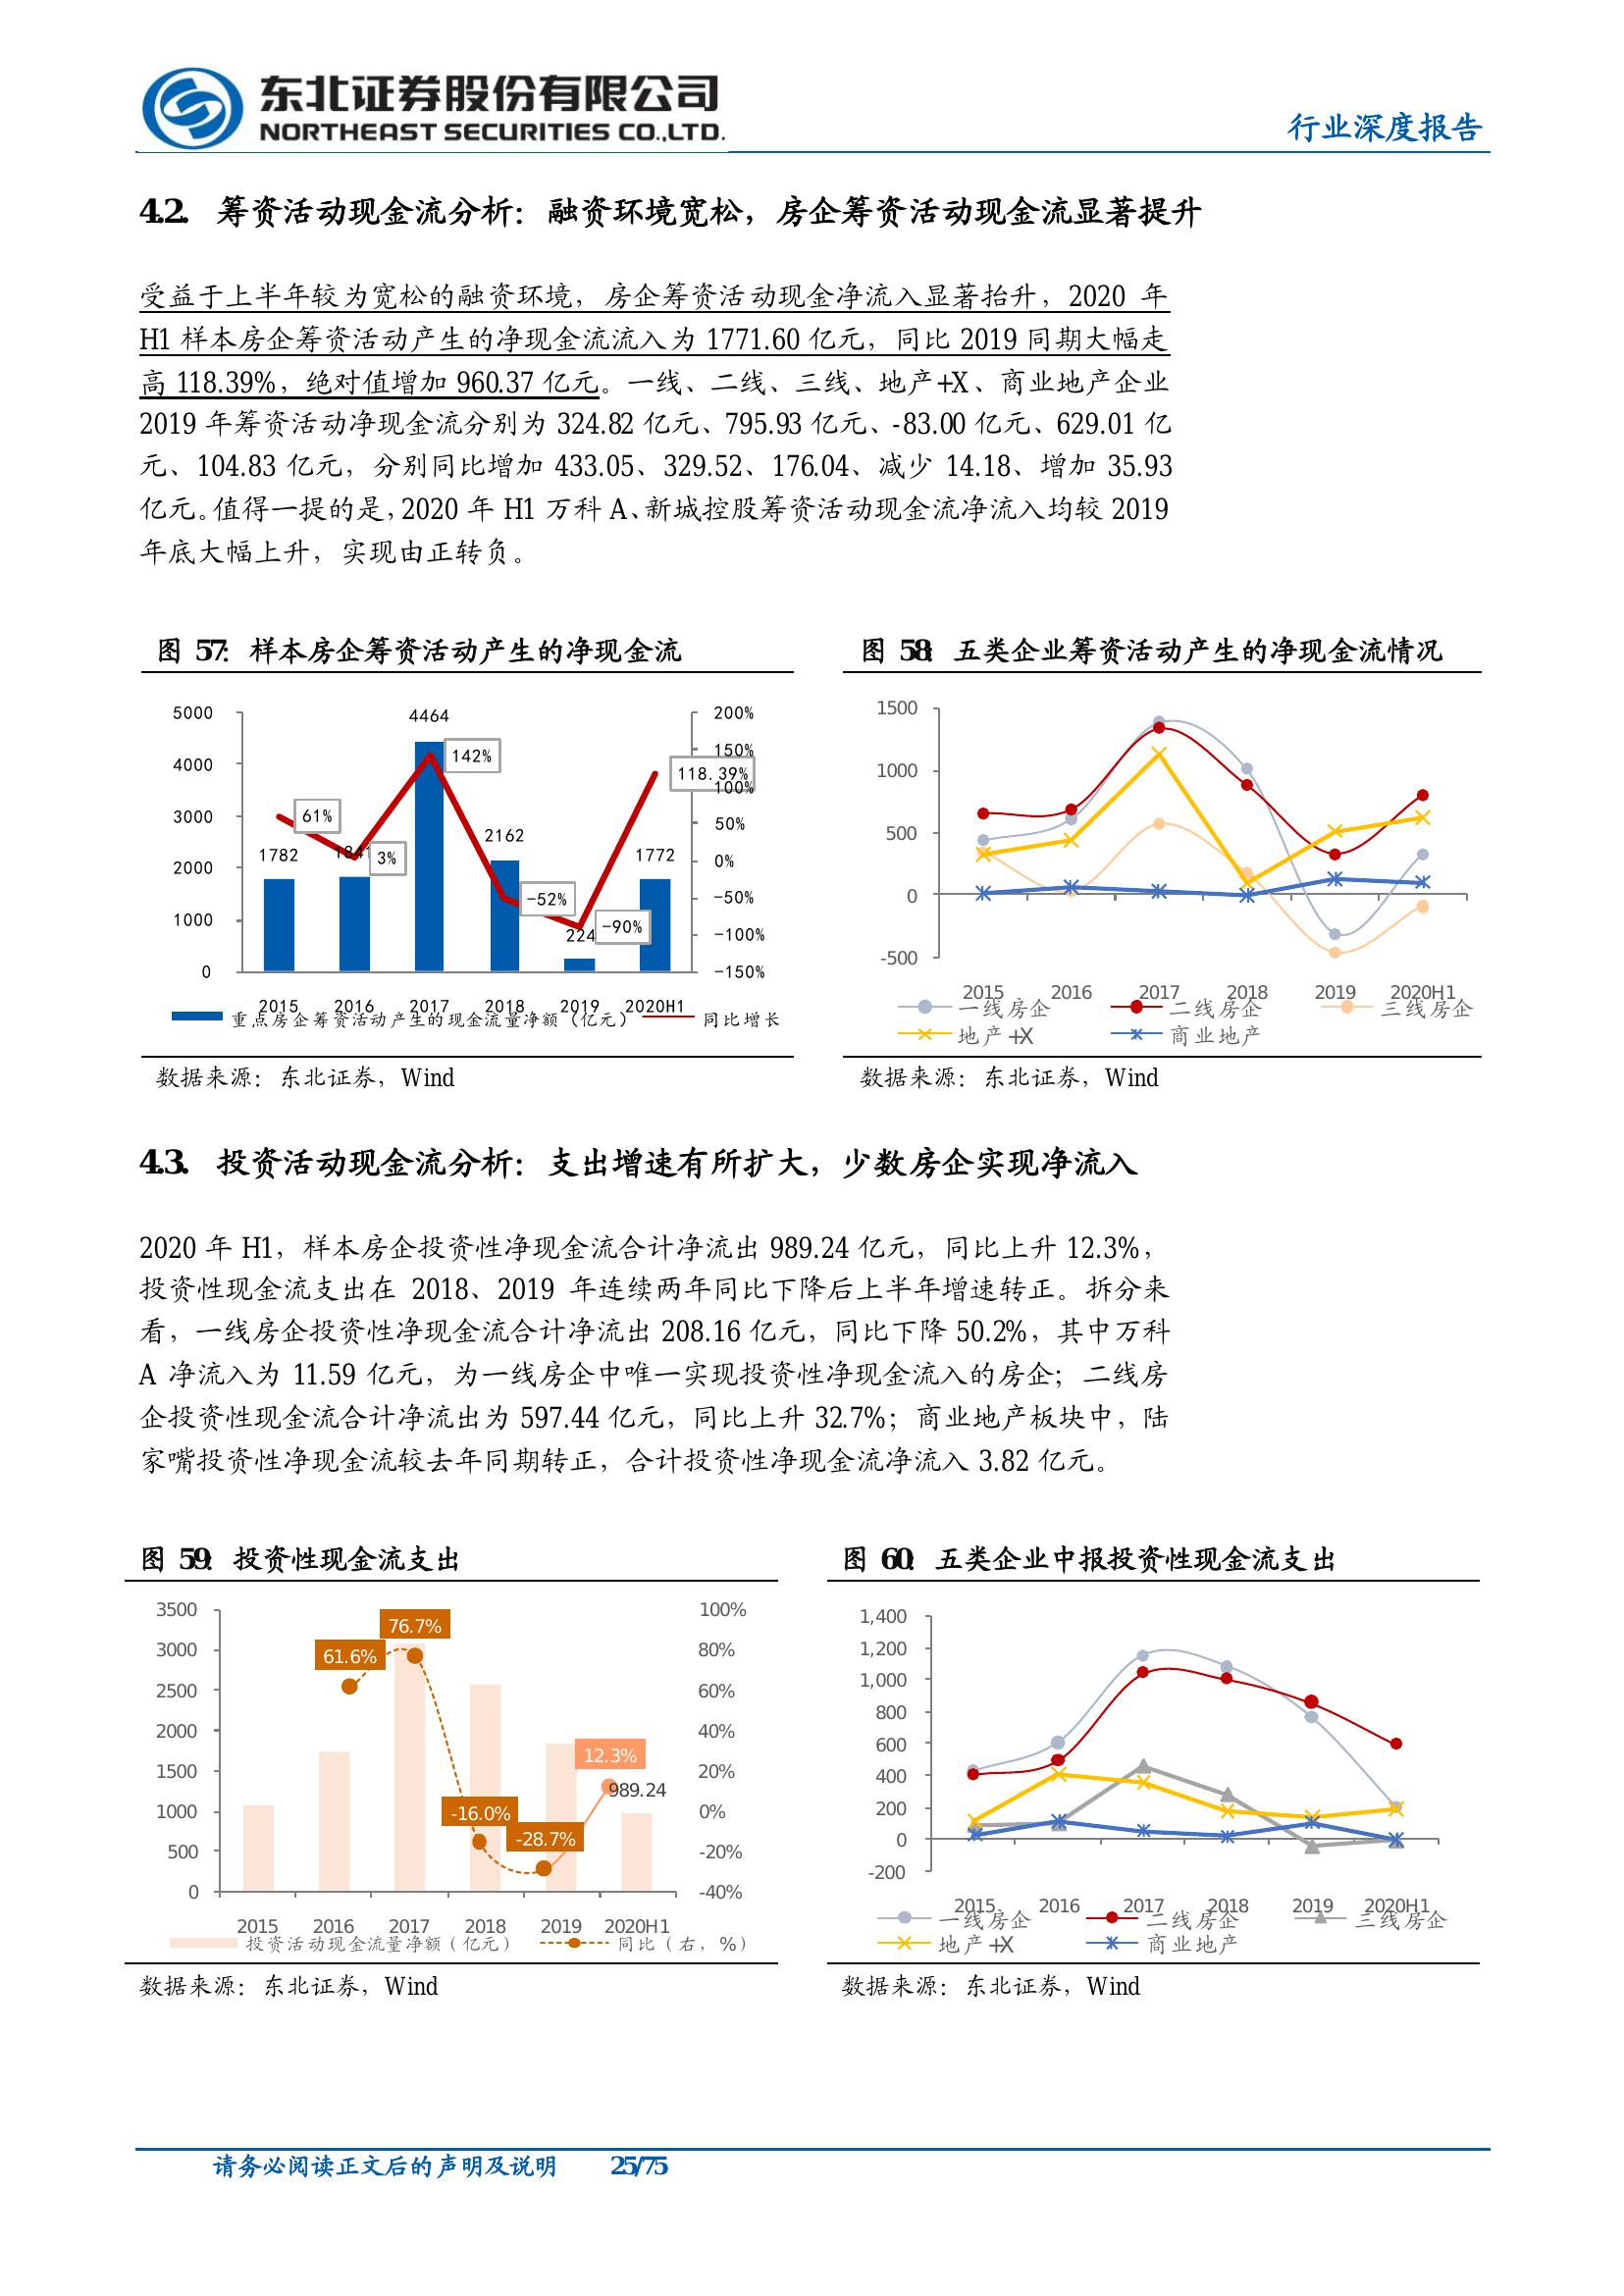 东北证券股份有限公司
NORTHEAST SECURITIES CO.,LTD.
行业深度报告
4.2. 筹资活动现金流分析：融资环境宽松，房企筹资活动现金流显著提升
受益于上半年较为宽松的融资环境，房企筹资活动现金净流入显著抬升，2020 年
H1 样本房企筹资活动产生的净现金流流入为 1771.60 亿元，同比 2019 同期大幅走
高 118.39%，绝对值增加 960.37 亿元。一线、二线、三线、地产+X、商业地产企业
2019 年筹资活动净现金流分别为 324.82 亿元、795.93 亿元、-83.00 亿元、629.01 亿
元、104.83 亿元，分别同比增加 433.05、329.52、176.04、减少 14.18、增加 35.93
亿元。值得一提的是，2020 年 H1 万科 A、新城控股筹资活动现金流净流入均较 2019
年底大幅上升，实现由正转负。
图 57：样本房企筹资活动产生的净现金流
5000
4000
3000
2000
1000
0
200%
150%
100%
50%
0%
-50%
-100%
-150%
1782
1841
4464
2162
224
1772
61%
3%
142%
-52%
-90%
118.39%
2015 2016 2017 2018 2019 2020H1
重点房企筹资活动产生的现金流量净额（亿元） 同比增长
数据来源：东北证券，Wind
图 58：五类企业筹资活动产生的净现金流情况
1500
1000
500
0
-500
2015 2016 2017 2018 2019 2020H1
一线房企 二线房企 三线房企
地产+X 商业地产
数据来源：东北证券，Wind
4.3. 投资活动现金流分析：支出增速有所扩大，少数房企实现净流入
2020 年 H1，样本房企投资性净现金流合计净流出 989.24 亿元，同比上升 12.3%，
投资性现金流支出在 2018、2019 年连续两年同比下降后上半年增速转正。拆分来
看，一线房企投资性净现金流合计净流出 208.16 亿元，同比下降 50.2%，其中万科
A 净流入为 11.59 亿元，为一线房企中唯一实现投资性净现金流入的房企；二线房
企投资性现金流合计净流出为 597.44 亿元，同比上升 32.7%；商业地产板块中，陆
家嘴投资性净现金流较去年同期转正，合计投资性净现金流净流入 3.82 亿元。
图 59：投资性现金流支出
3500
3000
2500
2000
1500
1000
500
0
100%
80%
60%
40%
20%
0%
-20%
-40%
61.6%
76.7%
-16.0%
-28.7%
12.3%
989.24
2015 2016 2017 2018 2019 2020H1
投资活动现金流量净额（亿元） 同比（右，%）
数据来源：东北证券，Wind
图 60：五类企业中报投资性现金流支出
1,400
1,200
1,000
800
600
400
200
0
-200
2015 2016 2017 2018 2019 2020H1
一线房企 二线房企 三线房企
地产+X 商业地产
数据来源：东北证券，Wind
请务必阅读正文后的声明及说明 25/75